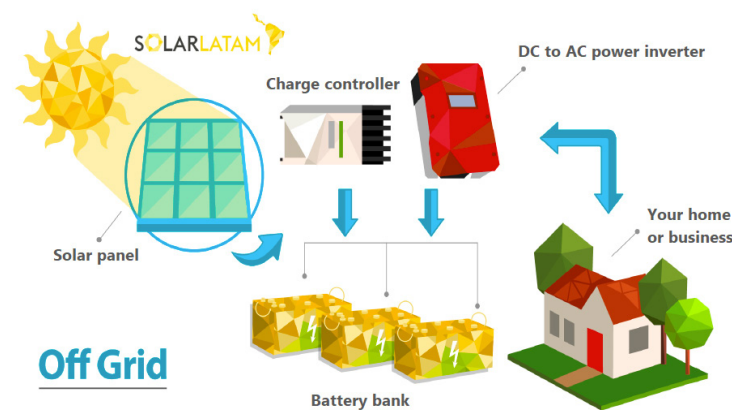 SOLARLATAM
DC to AC power inverter
Charge controller
Your home
or business
Solar panel
Off Grid
Battery bank